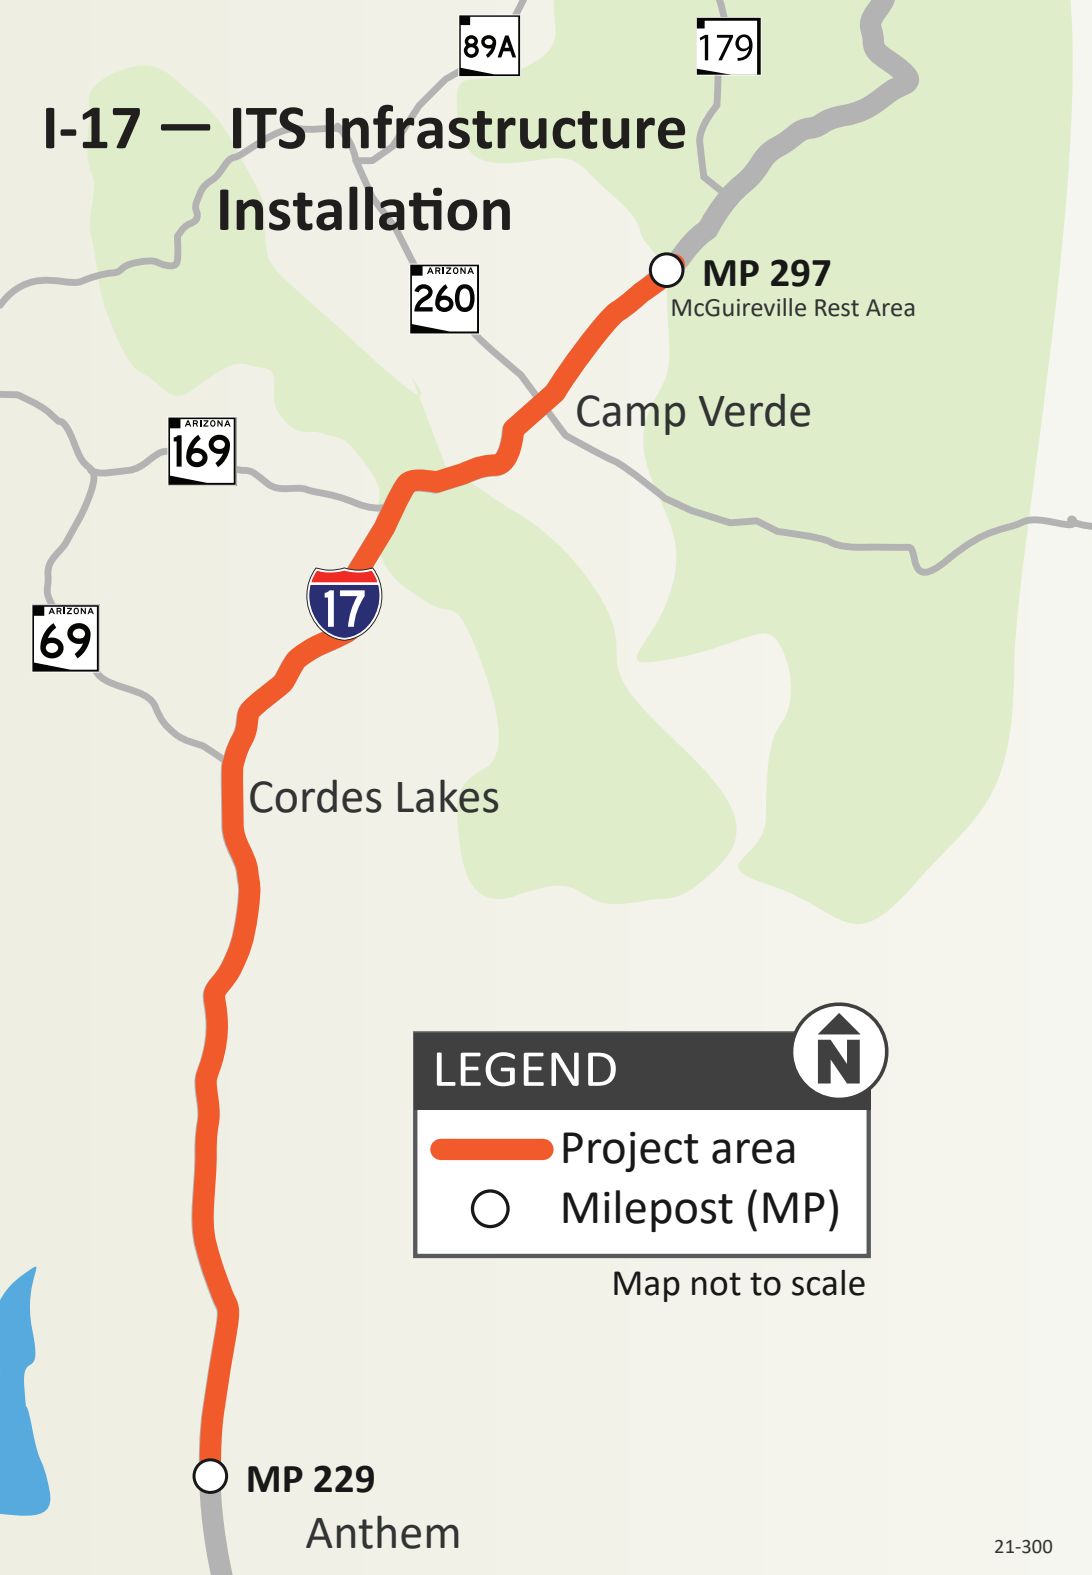 89A
179
I-17 — ITS Infrastructure
Installation
ARIZONA
260
MP 297
McGuireville Rest Area
Camp Verde
ARIZONA
169
17
ARIZONA
69
Cordes Lakes
LEGEND
N
Project area
Milepost (MP)
Map not to scale
MP 229
Anthem
21-300